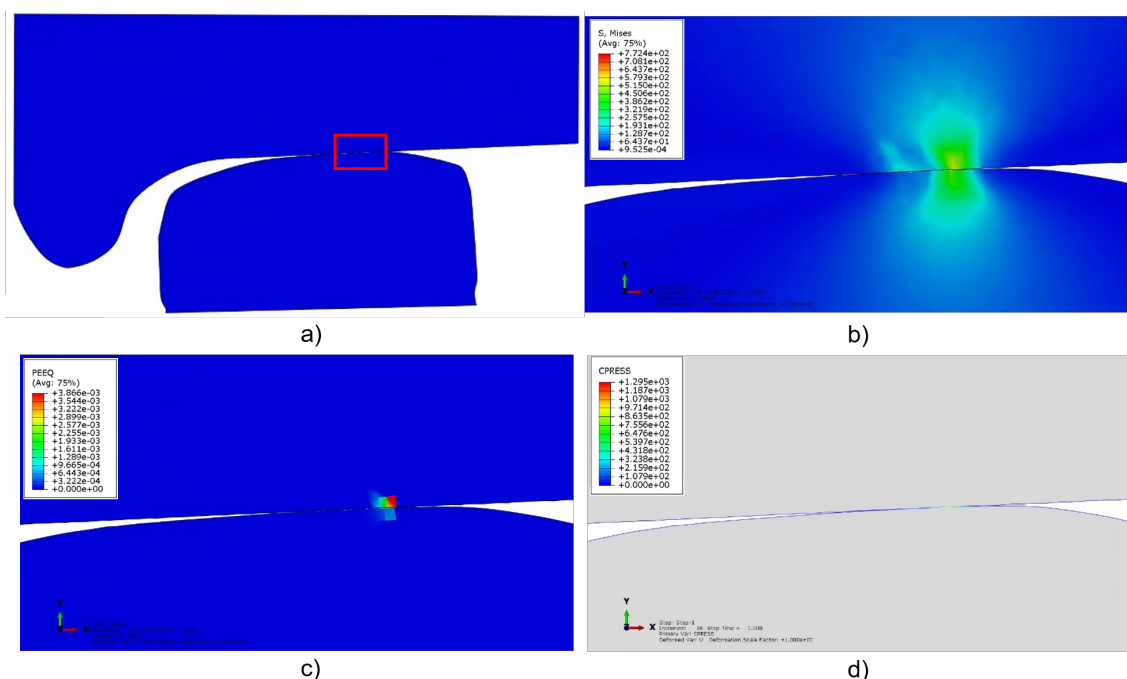 a)
S, Mises
(Avg: 75%)
+7.724e+02
+7.081e+02
+6.437e+02
+5.793e+02
+5.150e+02
+4.506e+02
+3.862e+02
+3.219e+02
+2.575e+02
+1.931e+02
+1.287e+02
+6.437e+01
+9.525e-04
Y
X
b)
PEEQ
(Avg: 75%)
+3.866e-03
+3.544e-03
+3.222e-03
+2.899e-03
+2.577e-03
+2.255e-03
+1.933e-03
+1.611e-03
+1.289e-03
+9.665e-04
+6.443e-04
+3.222e-04
+0.000e+00
Y
X
c)
CPRESS
+1.295e+03
+1.187e+03
+1.079e+03
+9.714e+02
+8.635e+02
+7.556e+02
+6.476e+02
+5.397e+02
+4.318e+02
+3.238e+02
+2.159e+02
+1.079e+02
+0.000e+00
Y
X
Step: Step-1
Increment Step Time =
Primary Var: CPRESS
Deformed Var: U Deformation Scale Factor: +1.000e+00
d)